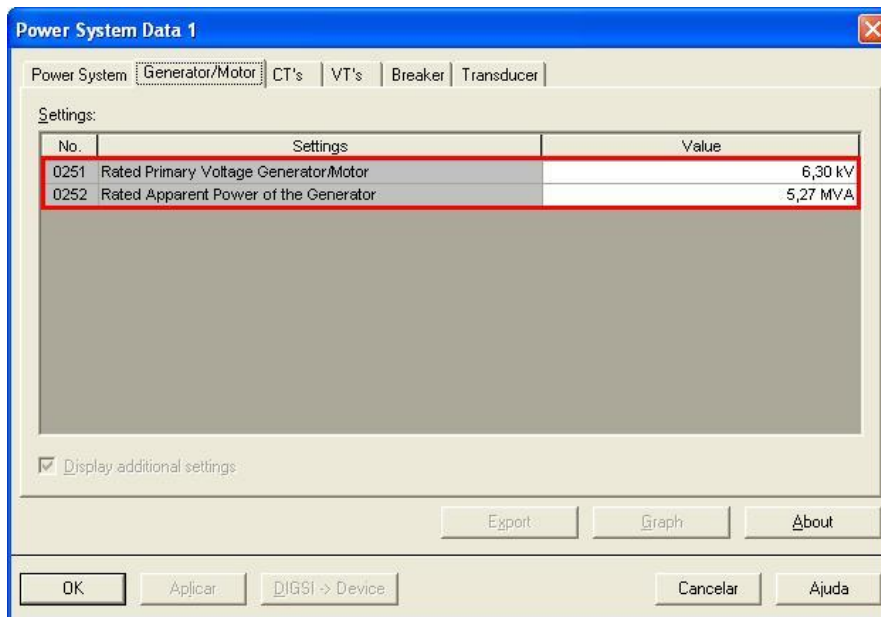 Power System Data 1
Power System Generator/Motor CT's VT's Breaker Transducer
Settings:
No. Settings Value
0251 Rated Primary Voltage Generator/Motor 6,30 kV
0252 Rated Apparent Power of the Generator 5,27 MVA
Display additional settings
Export Graph About
OK Aplicar DIGSI -> Device Cancelar Ajuda